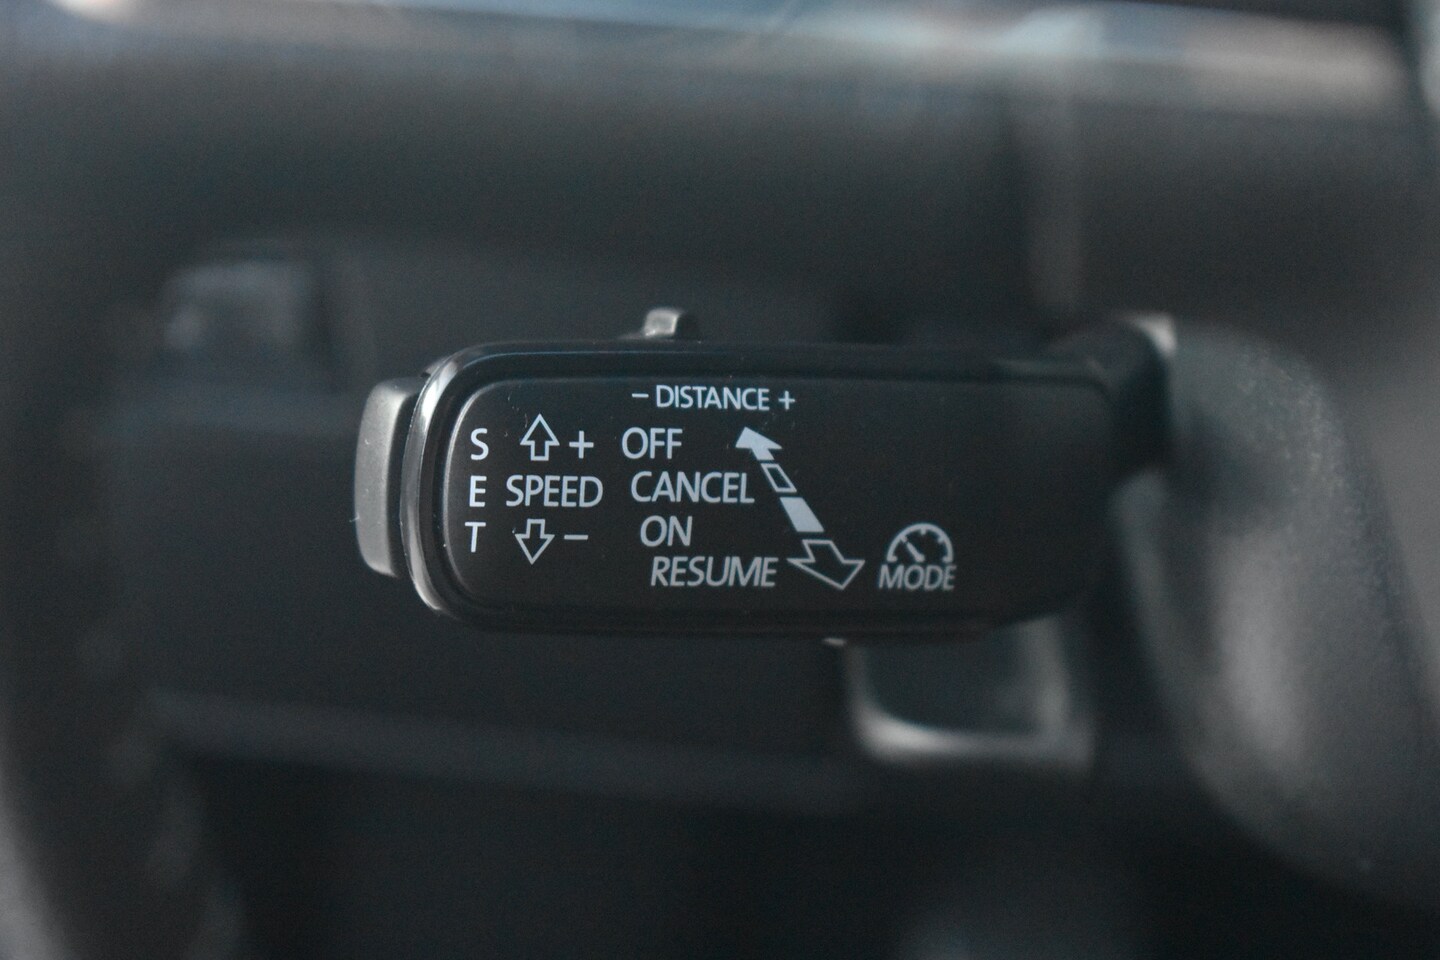 – DISTANCE +
S + OFF
E SPEED CANCEL
T – ON
RESUME
MODE